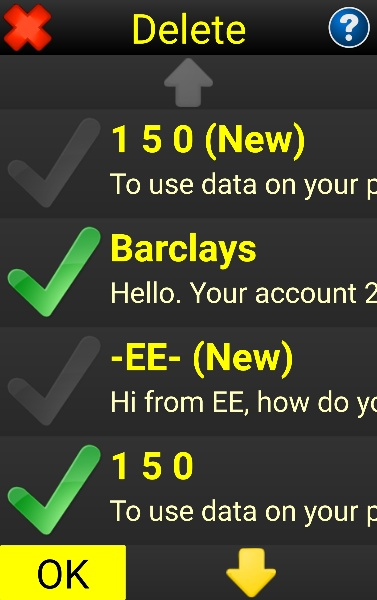 Delete
?
1 5 0 (New)
To use data on your p
Barclays
Hello. Your account 2
-EE- (New)
Hi from EE, how do yo
1 5 0
To use data on your p
OK